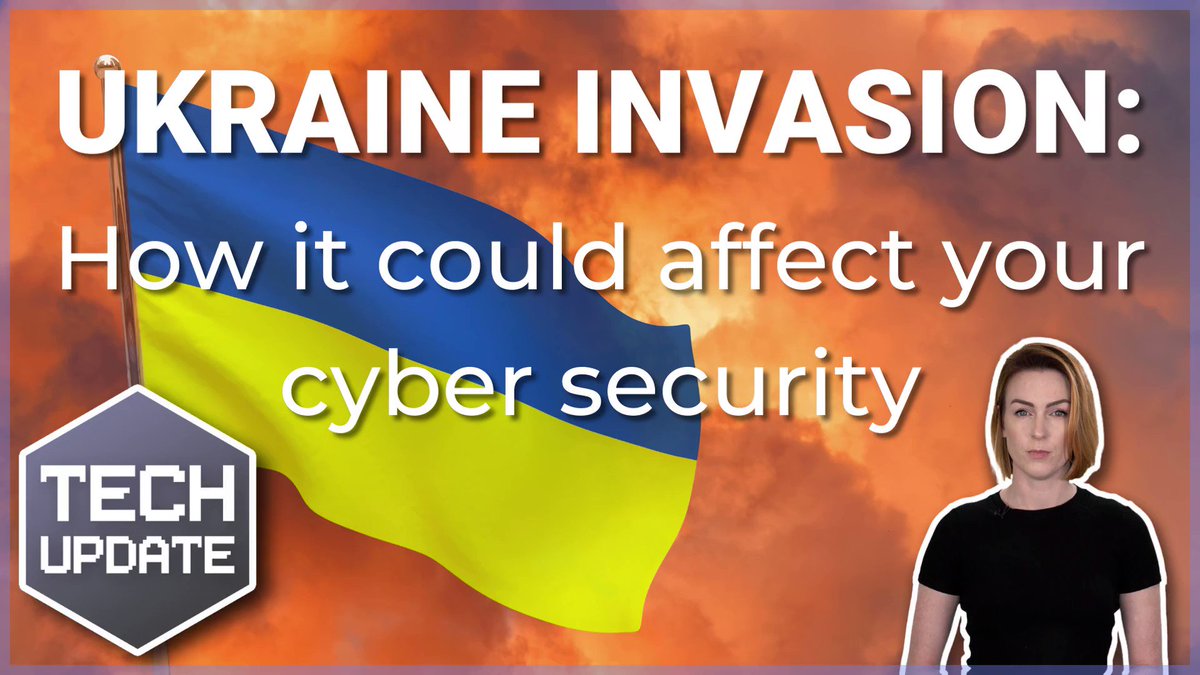 UKRAINE INVASION:
How it could affect your
cyber security
TECH
UPDATE